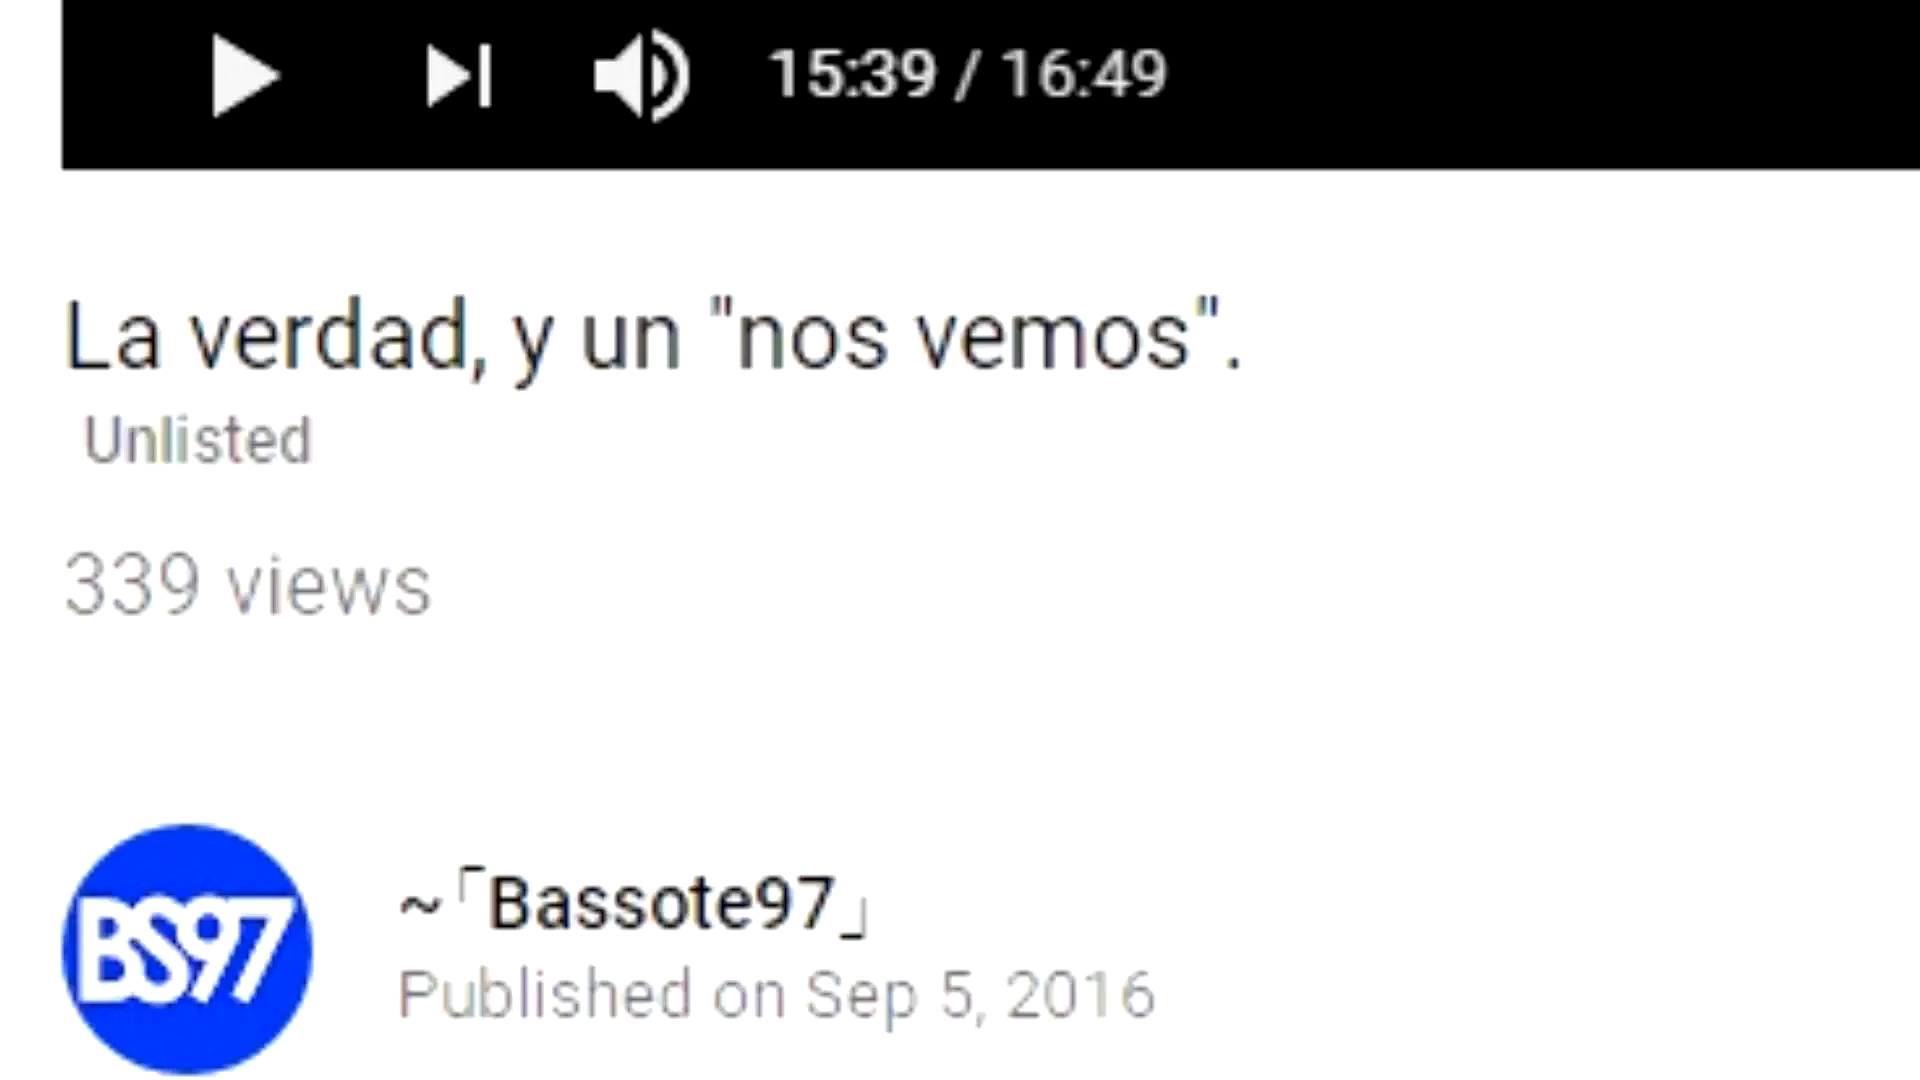 15:39 / 16:49
La verdad, y un "nos vemos".
Unlisted
339 views
BS97
~「Bassote97」
Published on Sep 5, 2016